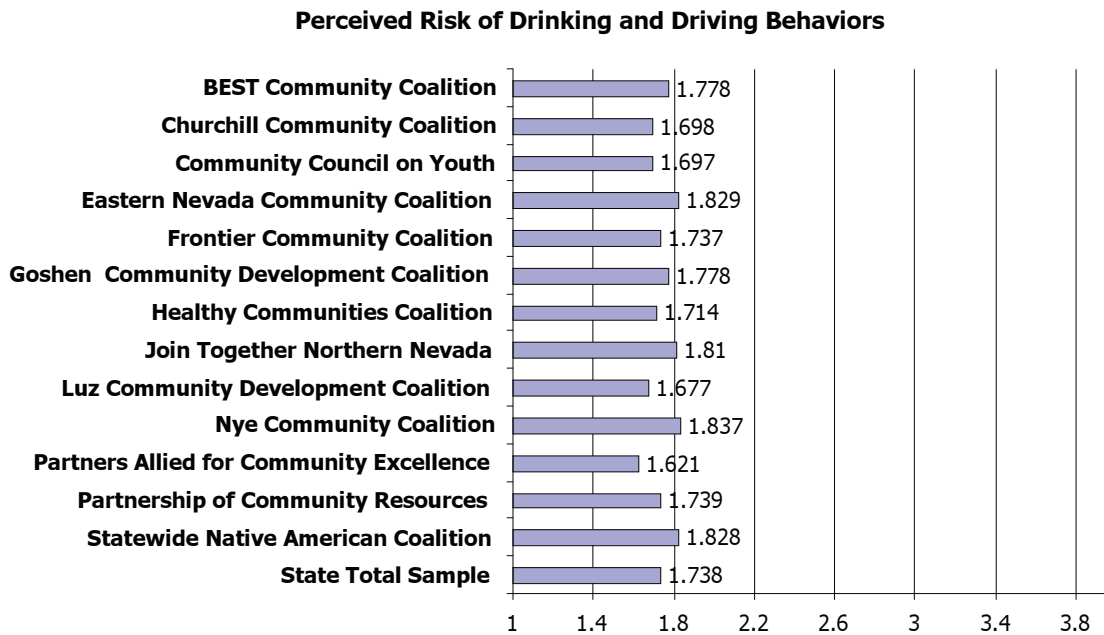 Perceived Risk of Drinking and Driving Behaviors
BEST Community Coalition 1.778
Churchill Community Coalition 1.698
Community Council on Youth 1.697
Eastern Nevada Community Coalition 1.829
Frontier Community Coalition 1.737
Goshen Community Development Coalition 1.778
Healthy Communities Coalition 1.714
Join Together Northern Nevada 1.81
Luz Community Development Coalition 1.677
Nye Community Coalition 1.837
Partners Allied for Community Excellence 1.621
Partnership of Community Resources 1.739
Statewide Native American Coalition 1.828
State Total Sample 1.738
1 1.4 1.8 2.2 2.6 3 3.4 3.8